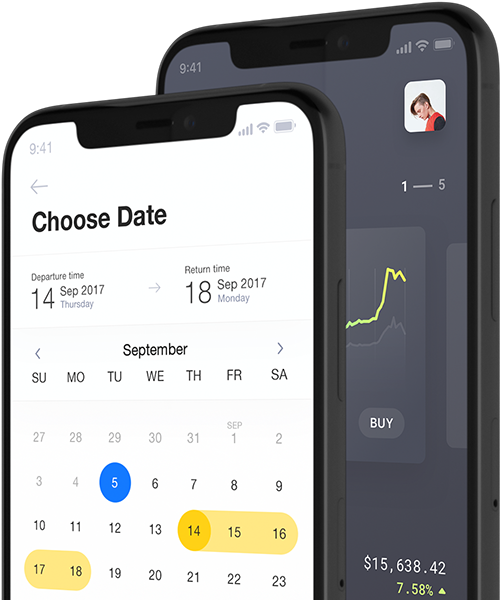 9:41
Choose Date
Departure time
14 Sep 2017
Thursday
Return time
18 Sep 2017
Monday
September
SU MO TU WE TH FR SA
SEP
27 28 29 30 31 1 2
3 4 5 6 7 8 9
10 11 12 13 14 15 16
17 18 19 20 21 22 23
9:41
1 — 5
BUY
$15,638.42
7.58%